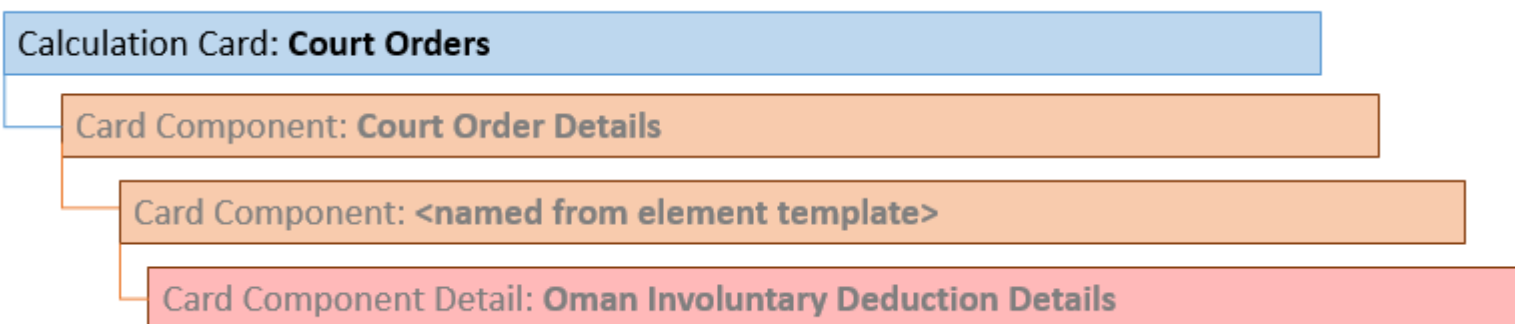 Calculation Card: Court Orders
Card Component: Court Order Details
Card Component: <named from element template>
Card Component Detail: Oman Involuntary Deduction Details